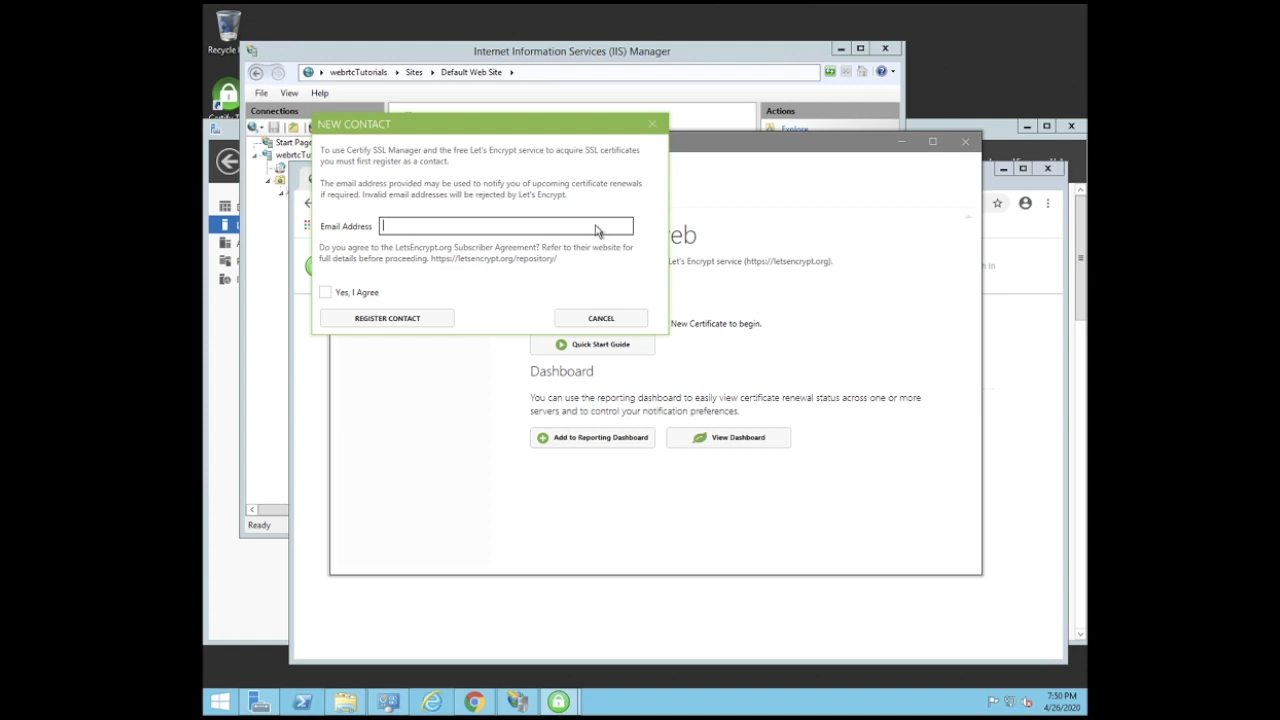 Recycle
Internet Information Services (IIS) Manager
webrtcTutorials
Sites
Default Web Site
File
View
Help
Connections
Actions
Explore
Start Page
webrtcTu
NEW CONTACT
To use Certify SSL Manager and the free Let's Encrypt service to acquire SSL certificates
you must first register as a contact.
The email address provided may be used to notify you of upcoming certificate renewals
if required. Invalid email addresses will be rejected by Let's Encrypt.
Email Address
Do you agree to the LetsEncrypt.org Subscriber Agreement? Refer to their website for
full details before proceeding. https://letsencrypt.org/repository/
Yes, I Agree
REGISTER CONTACT
CANCEL
eb
Let's Encrypt service (https://letsencrypt.org).
n In
New Certificate to begin.
Quick Start Guide
Dashboard
You can use the reporting dashboard to easily view certificate renewal status across one or more
servers and to control your notification preferences.
Add to Reporting Dashboard
View Dashboard
Ready
7:50 PM
4/26/2020